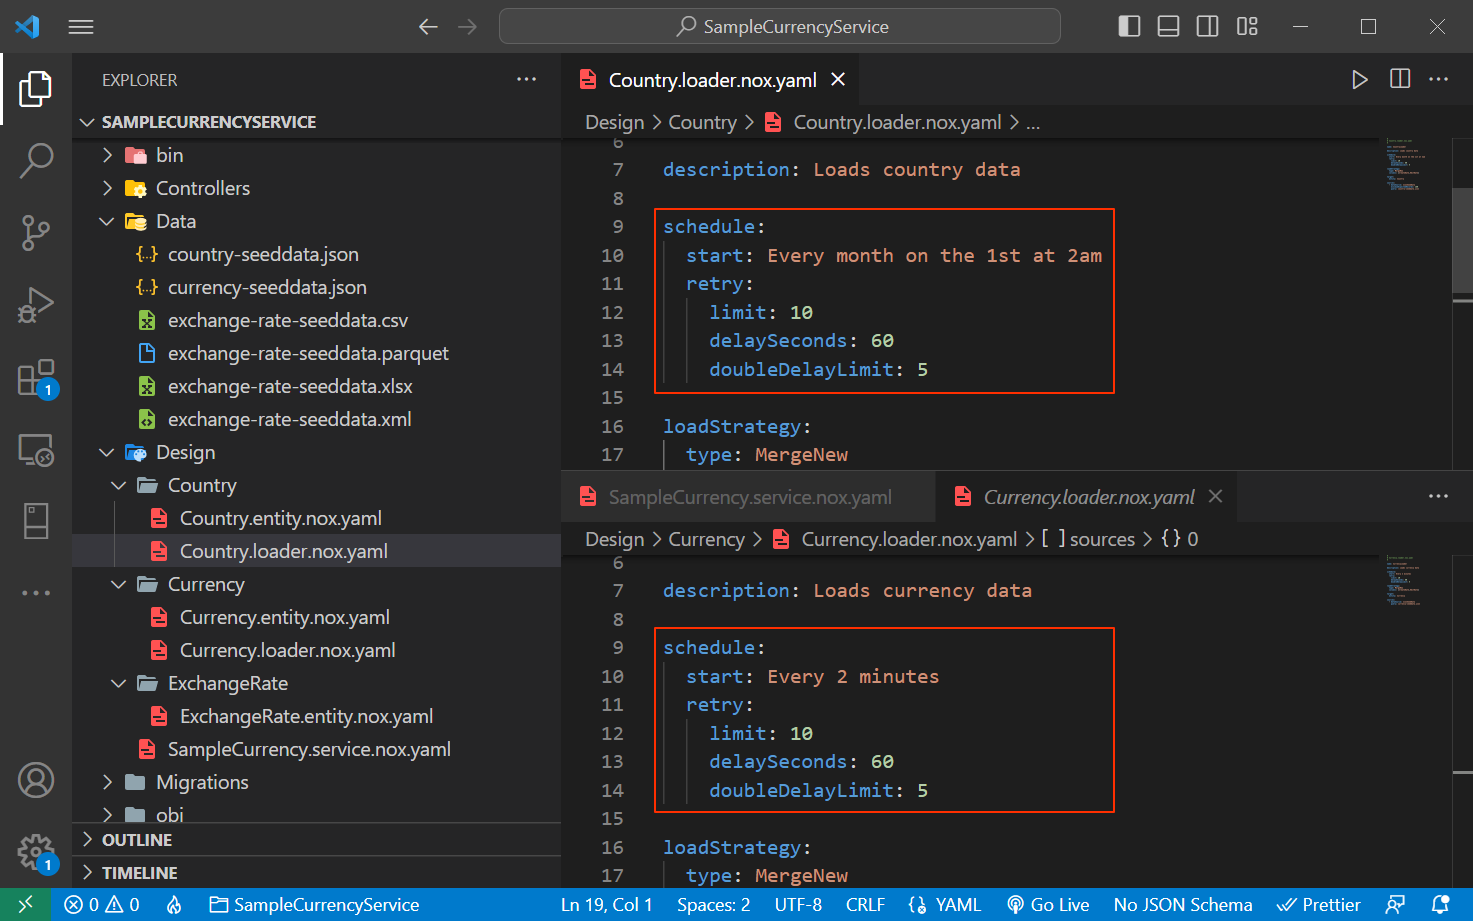 SampleCurrencyService
EXPLORER
SAMPLECURRENCYSERVICE
bin
Controllers
Data
country-seeddata.json
currency-seeddata.json
exchange-rate-seeddata.csv
exchange-rate-seeddata.parquet
exchange-rate-seeddata.xlsx
exchange-rate-seeddata.xml
Design
Country
Country.entity.nox.yaml
Country.loader.nox.yaml
Currency
Currency.entity.nox.yaml
Currency.loader.nox.yaml
ExchangeRate
ExchangeRate.entity.nox.yaml
SampleCurrency.service.nox.yaml
Migrations
obj
OUTLINE
TIMELINE
1
1
Country.loader.nox.yaml
Design > Country > Country.loader.nox.yaml > ...
6
7 description: Loads country data
8
9 schedule:
10 start: Every month on the 1st at 2am
11 retry:
12 limit: 10
13 delaySeconds: 60
14 doubleDelayLimit: 5
15
16 loadStrategy:
17 type: MergeNew
SampleCurrency.service.nox.yaml Currency.loader.nox.yaml
Design > Currency > Currency.loader.nox.yaml > [ ] sources > {} 0
6
7 description: Loads currency data
8
9 schedule:
10 start: Every 2 minutes
11 retry:
12 limit: 10
13 delaySeconds: 60
14 doubleDelayLimit: 5
15
16 loadStrategy:
17 type: MergeNew
0 0 SampleCurrencyService Ln 19, Col 1 Spaces: 2 UTF-8 CRLF YAML Go Live No JSON Schema Prettier